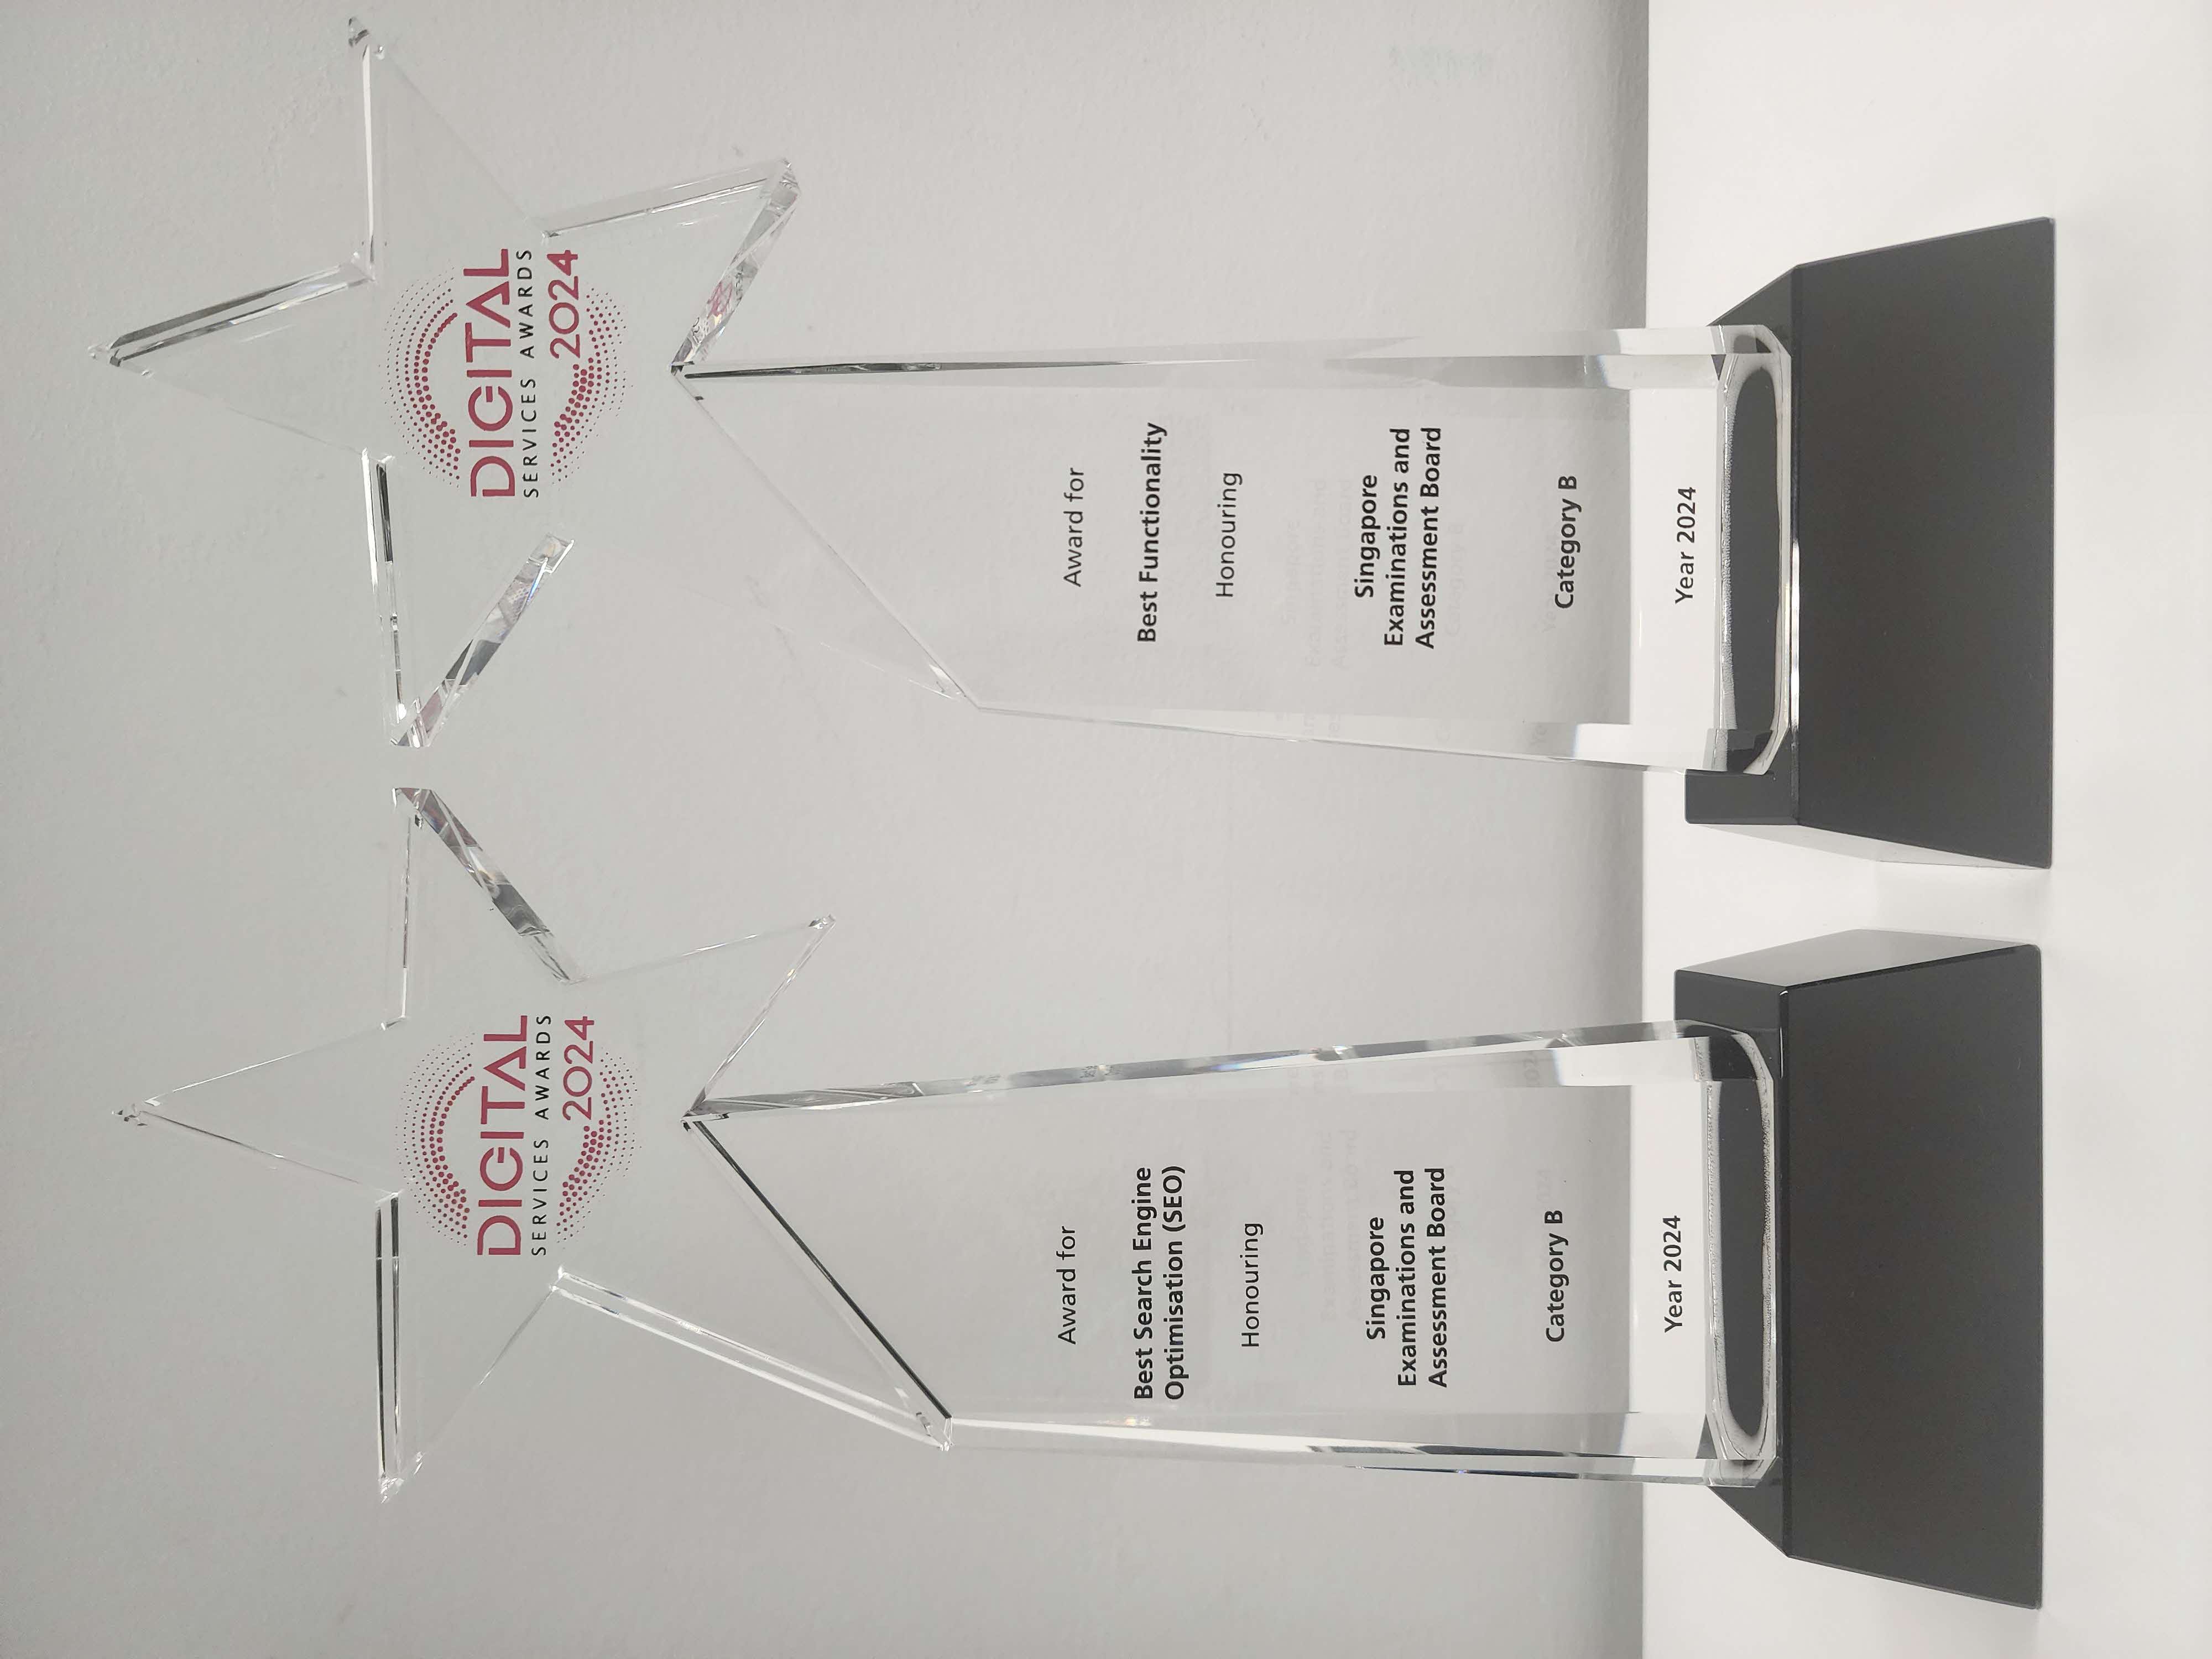 DIGITAL
SERVICES AWARDS
2024
Award for
Best Search Engine
Optimisation (SEO)
Honouring
Singapore
Examinations and
Assessment Board
Category B
Year 2024
DIGITAL
SERVICES AWARDS
2024
Award for
Best Functionality
Honouring
Singapore
Examinations and
Assessment Board
Category B
Year 2024